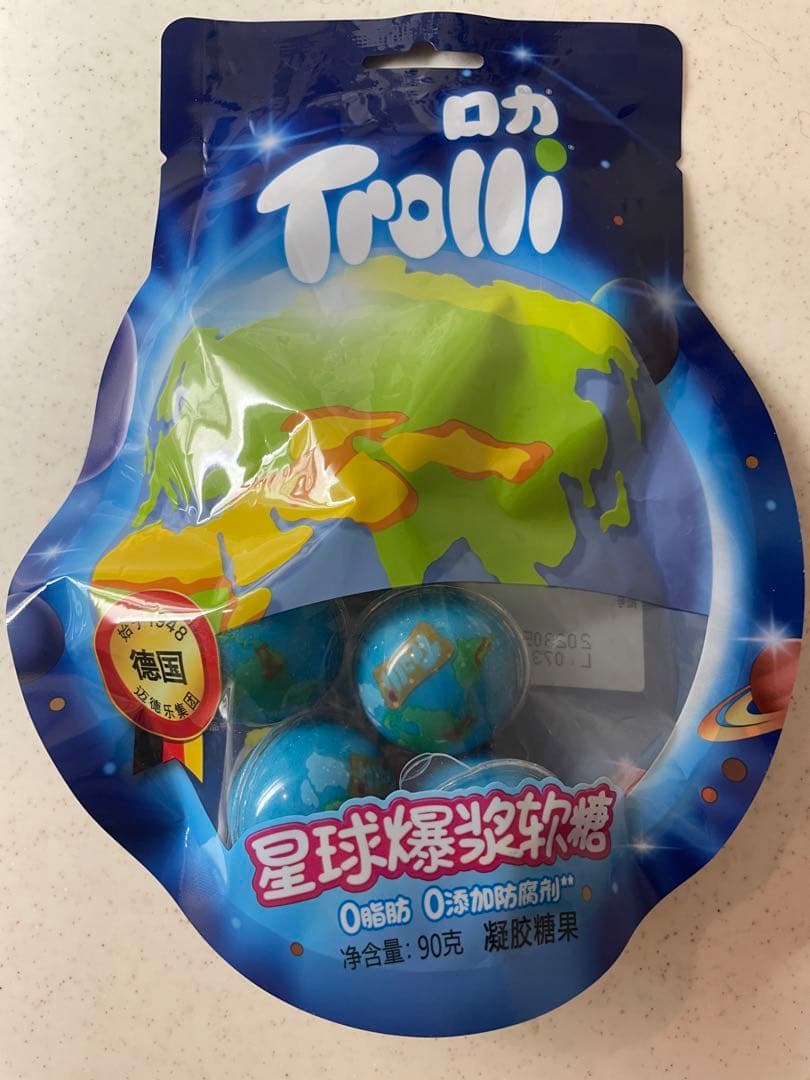 口力
Trolli
始于1948
德国
迈德乐集团
星球爆浆软糖
0脂肪 0添加防腐剂**
净含量：90克 凝胶糖果